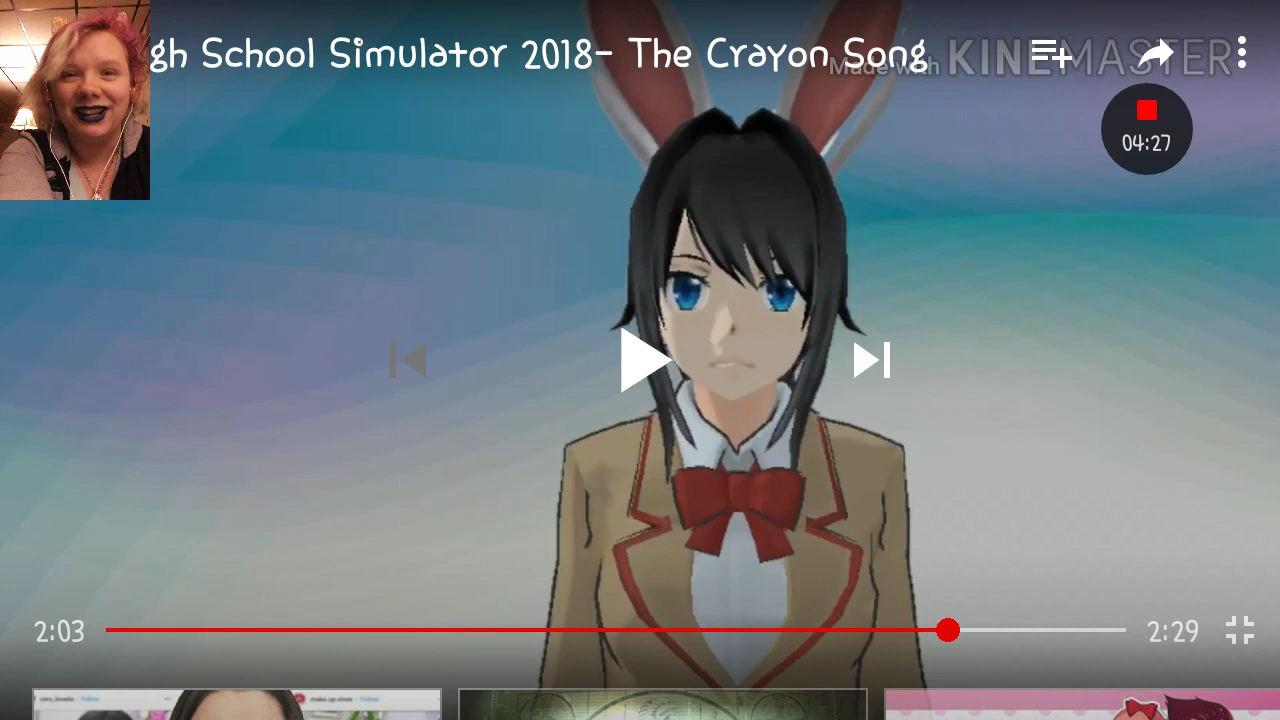 gh School Simulator 2018- The Crayon Song
Made with KINEMASTER
04:27
2:03
2:29